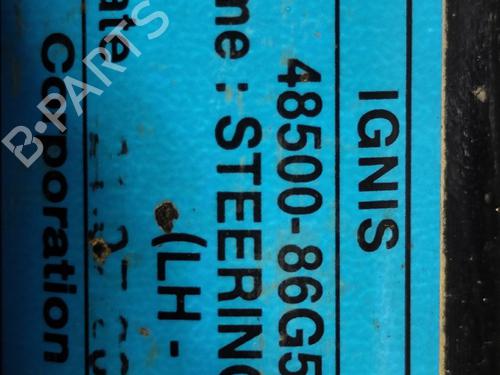 IGNIS
48500-86G5
me : STEERING
(LH -
ate
Corporation
B-PARTS